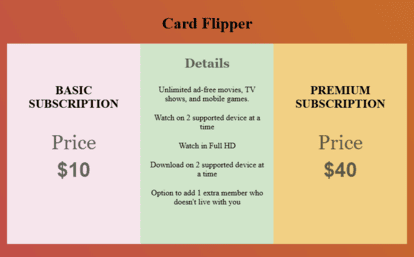 Card Flipper
BASIC
SUBSCRIPTION
Price
$10
Details
Unlimited ad-free movies, TV
shows, and mobile games.
Watch on 2 supported device at a
time
Watch in Full HD
Download on 2 supported device at
a time
Option to add 1 extra member who
doesn't live with you
PREMIUM
SUBSCRIPTION
Price
$40